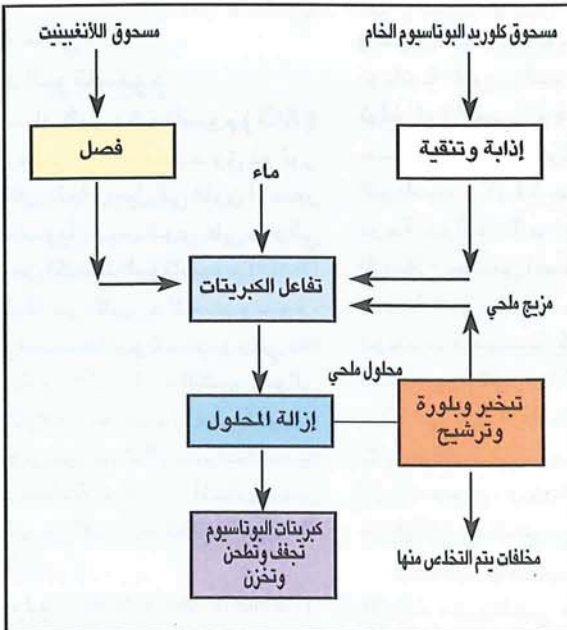 مسحوق كلوريد البوتاسيوم الخام
مسحوق اللأنغبينيت
إذابة وتنقية
فصل
ماء
تفاعل الكبريتات
مزيج ملحي
محلول ملحي
تبخير وبلورة
وترشيح
إزالة المحلول
كبريتات البوتاسيوم
تجفف وتطحن
وتخزن
مخلفات يتم التخلص منها